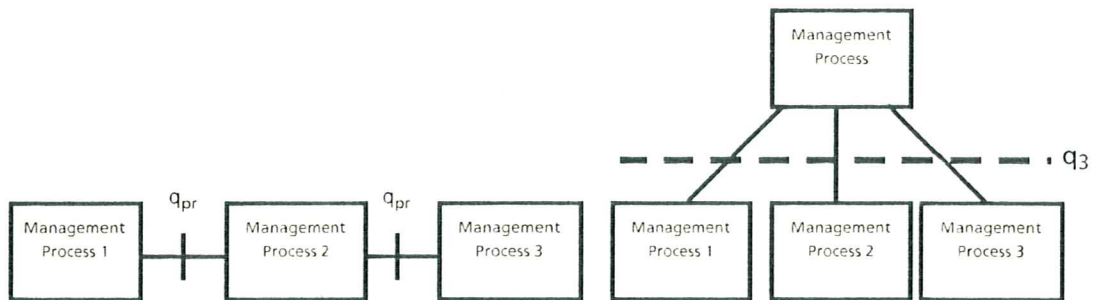 Management
Process
q3
qpr
qpr
Management
Process 1
Management
Process 2
Management
Process 3
Management
Process 1
Management
Process 2
Management
Process 3